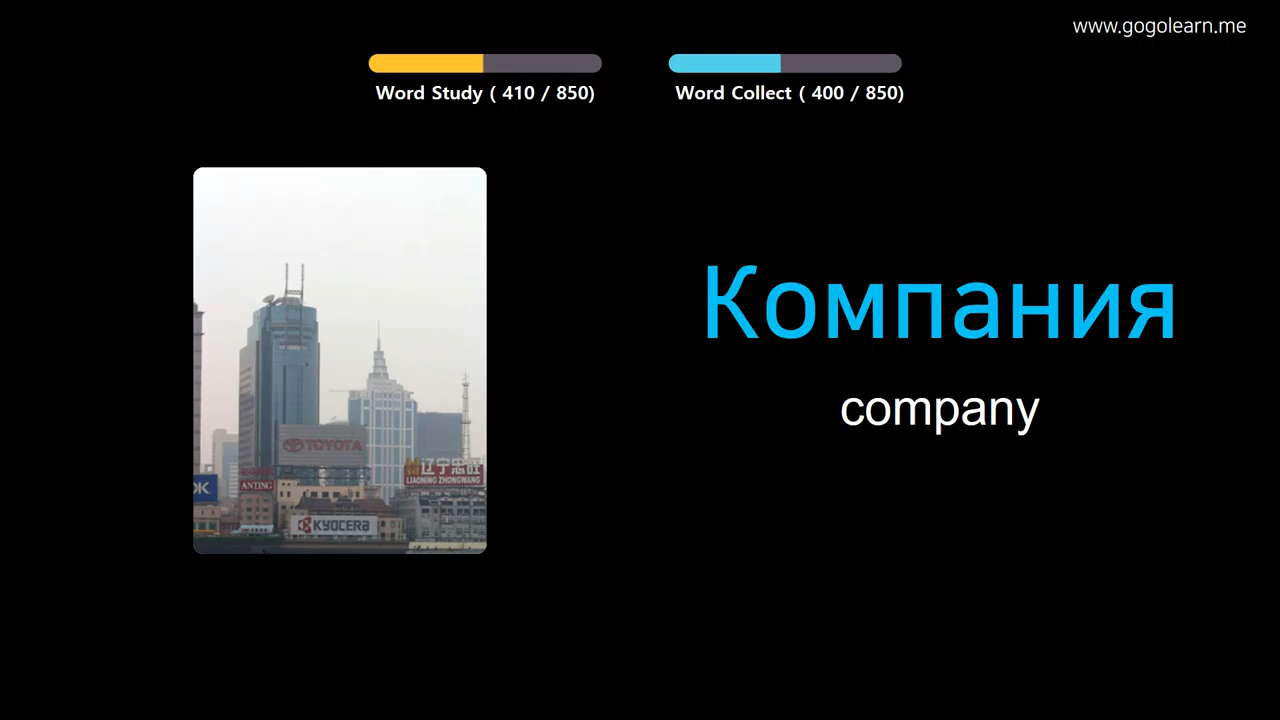 www.gogolearn.me
Word Study ( 410 / 850)
Word Collect ( 400 / 850)
Компания
company
TOYOTA
辽宁忠旺
LIAONING ZHONGWANG
OK
ANTING
KYOCERA